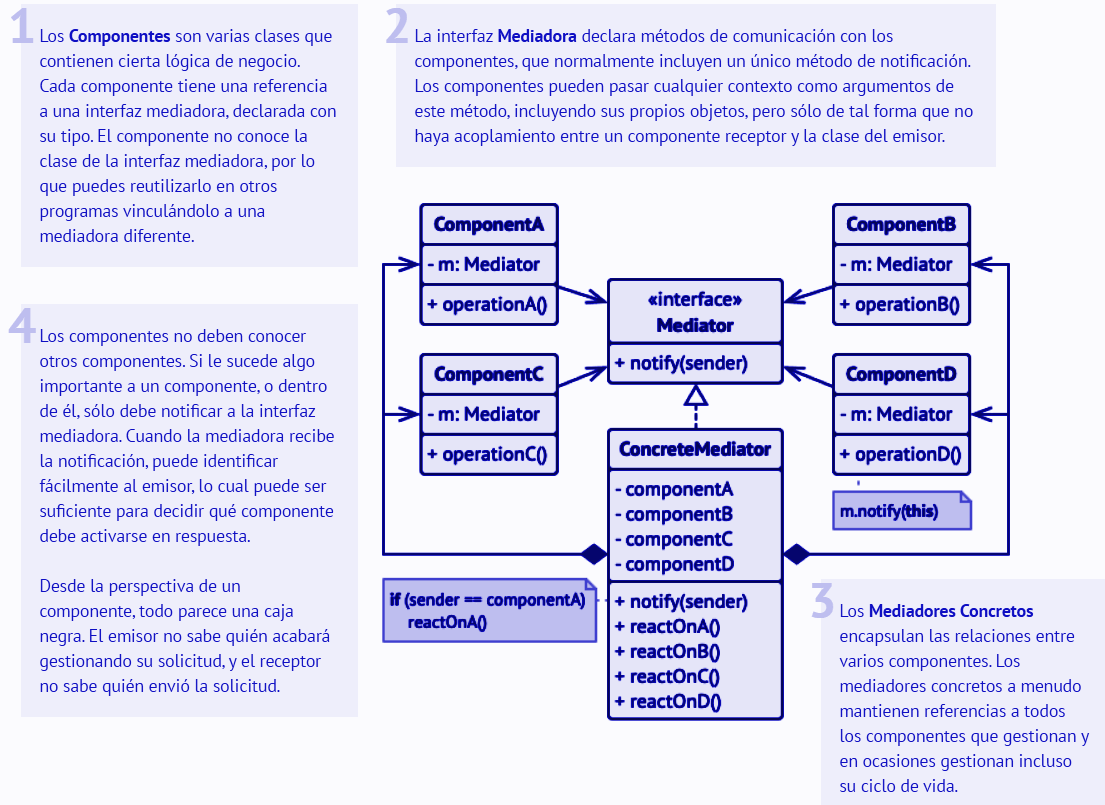 1
Los Componentes son varias clases que
contienen cierta lógica de negocio.
Cada componente tiene una referencia
a una interfaz mediadora, declarada con
su tipo. El componente no conoce la
clase de la interfaz mediadora, por lo
que puedes reutilizarlo en otros
programas vinculándolo a una
mediadora diferente.
2
La interfaz Mediadora declara métodos de comunicación con los
componentes, que normalmente incluyen un único método de notificación.
Los componentes pueden pasar cualquier contexto como argumentos de
este método, incluyendo sus propios objetos, pero sólo de tal forma que no
haya acoplamiento entre un componente receptor y la clase del emisor.
ComponentA
- m: Mediator
+ operationA()
ComponentB
- m: Mediator
+ operationB()
«interface»
Mediator
+ notify(sender)
ComponentC
- m: Mediator
+ operationC()
ComponentD
- m: Mediator
+ operationD()
m.notify(this)
ConcreteMediator
- componentA
- componentB
- componentC
- componentD
+ notify(sender)
+ reactOnA()
+ reactOnB()
+ reactOnC()
+ reactOnD()
if (sender == componentA)
reactOnA()
3
Los Mediadores Concretos
encapsulan las relaciones entre
varios componentes. Los
mediadores concretos a menudo
mantienen referencias a todos
los componentes que gestionan y
en ocasiones gestionan incluso
su ciclo de vida.
4
Los componentes no deben conocer
otros componentes. Si le sucede algo
importante a un componente, o dentro
de él, sólo debe notificar a la interfaz
mediadora. Cuando la mediadora recibe
la notificación, puede identificar
fácilmente al emisor, lo cual puede ser
suficiente para decidir qué componente
debe activarse en respuesta.
Desde la perspectiva de un
componente, todo parece una caja
negra. El emisor no sabe quién acabará
gestionando su solicitud, y el receptor
no sabe quién envió la solicitud.